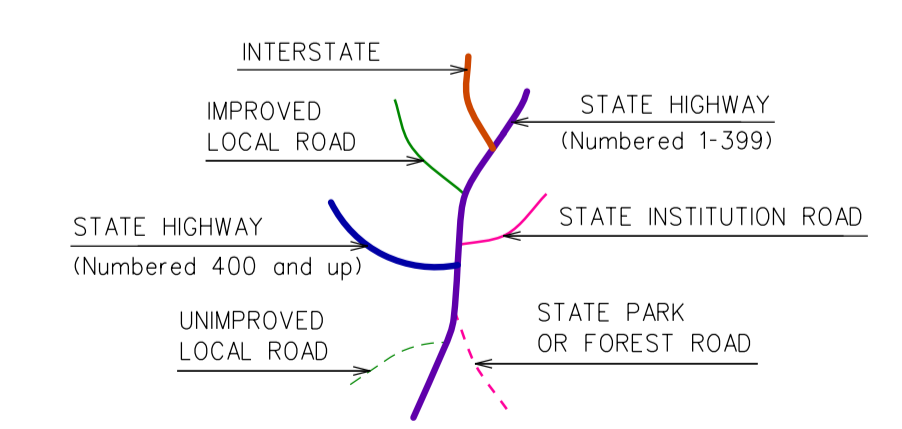 INTERSTATE
IMPROVED
LOCAL ROAD
STATE HIGHWAY
(Numbered 1-399)
STATE HIGHWAY
(Numbered 400 and up)
STATE INSTITUTION ROAD
UNIMPROVED
LOCAL ROAD
STATE PARK
OR FOREST ROAD